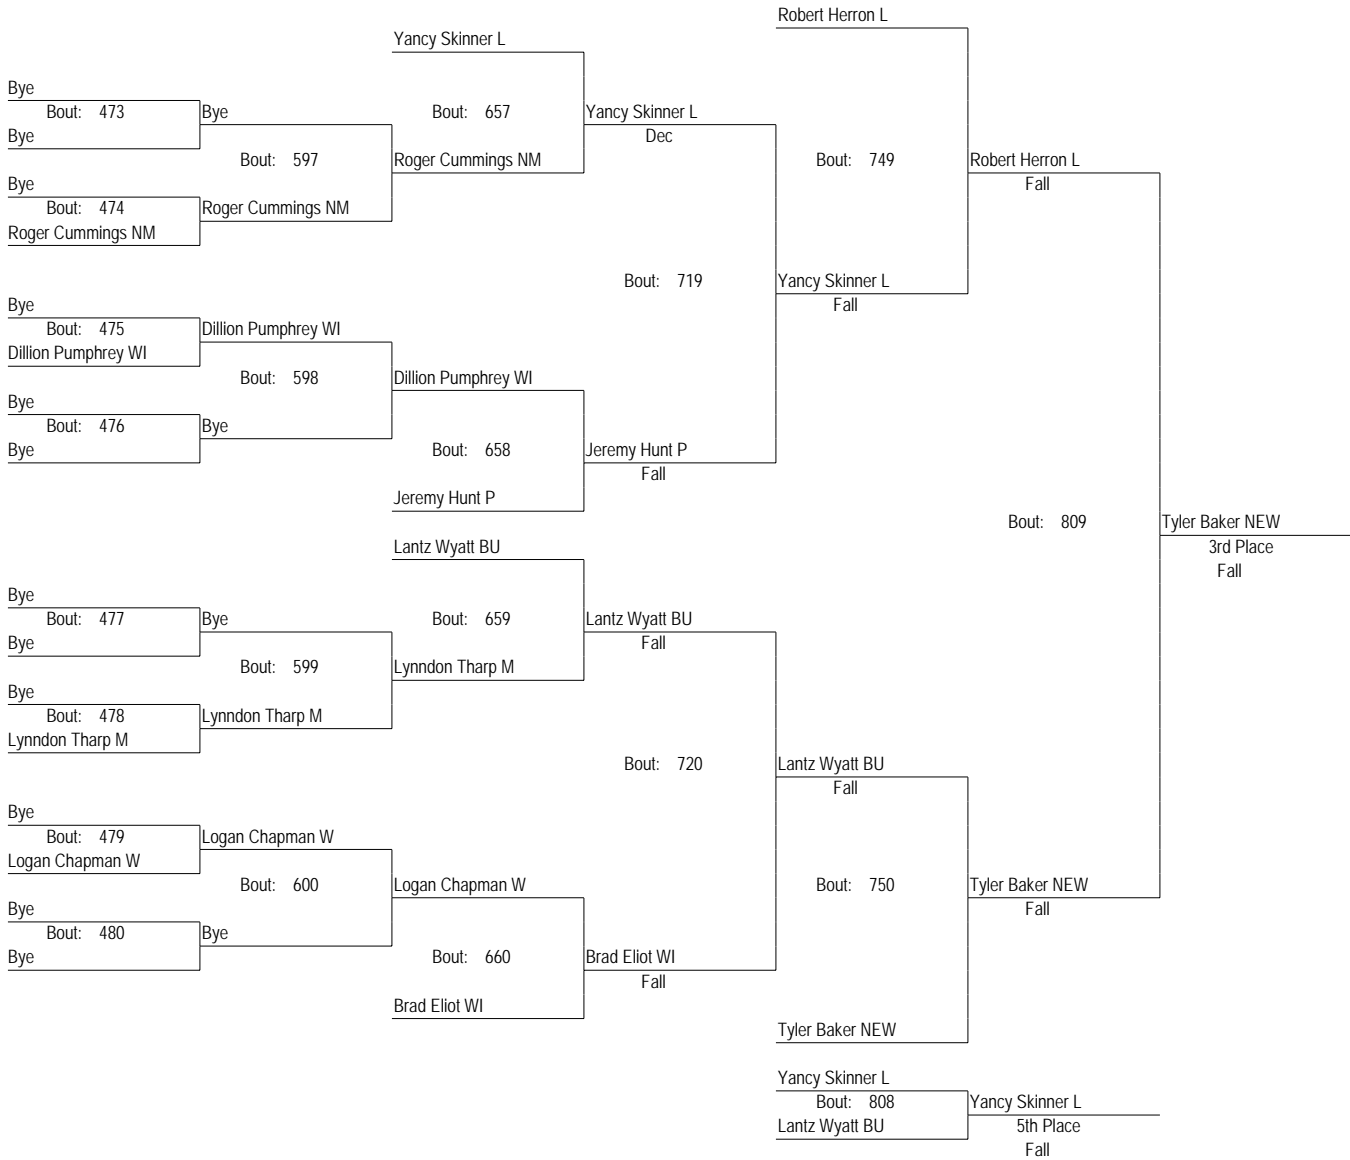 Robert Herron L
Yancy Skinner L
Bye
Bout: 473
Bye
Bout: 657
Yancy Skinner L
Bye
Dec
Bout: 597
Roger Cummings NM
Bout: 749
Robert Herron L
Bye
Fall
Bout: 474
Roger Cummings NM
Roger Cummings NM
Bout: 719
Yancy Skinner L
Bye
Fall
Bout: 475
Dillion Pumphrey WI
Dillion Pumphrey WI
Bout: 598
Dillion Pumphrey WI
Bye
Bout: 476
Bye
Bye
Bout: 658
Jeremy Hunt P
Fall
Jeremy Hunt P
Bout: 809
Tyler Baker NEW
Lantz Wyatt BU
3rd Place
Fall
Bye
Bout: 477
Bye
Bout: 659
Lantz Wyatt BU
Bye
Fall
Bout: 599
Lynndon Tharp M
Bye
Bout: 478
Lynndon Tharp M
Lynndon Tharp M
Bout: 720
Lantz Wyatt BU
Fall
Bye
Bout: 479
Logan Chapman W
Logan Chapman W
Bout: 600
Logan Chapman W
Bout: 750
Tyler Baker NEW
Bye
Fall
Bout: 480
Bye
Bye
Bout: 660
Brad Eliot WI
Fall
Brad Eliot WI
Tyler Baker NEW
Yancy Skinner L
Bout: 808
Yancy Skinner L
Lantz Wyatt BU
5th Place
Fall